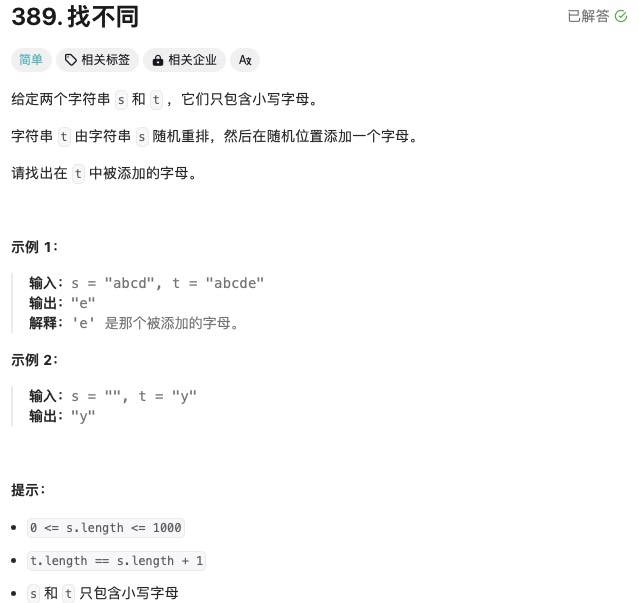 389. 找不同
已解答
简单 相关标签 相关企业 Aあ
给定两个字符串 s 和 t ，它们只包含小写字母。
字符串 t 由字符串 s 随机重排，然后在随机位置添加一个字母。
请找出在 t 中被添加的字母。
示例 1：
输入：s = "abcd", t = "abcde"
输出："e"
解释：'e' 是那个被添加的字母。
示例 2：
输入：s = "", t = "y"
输出："y"
提示：
0 <= s.length <= 1000
t.length == s.length + 1
s 和 t 只包含小写字母